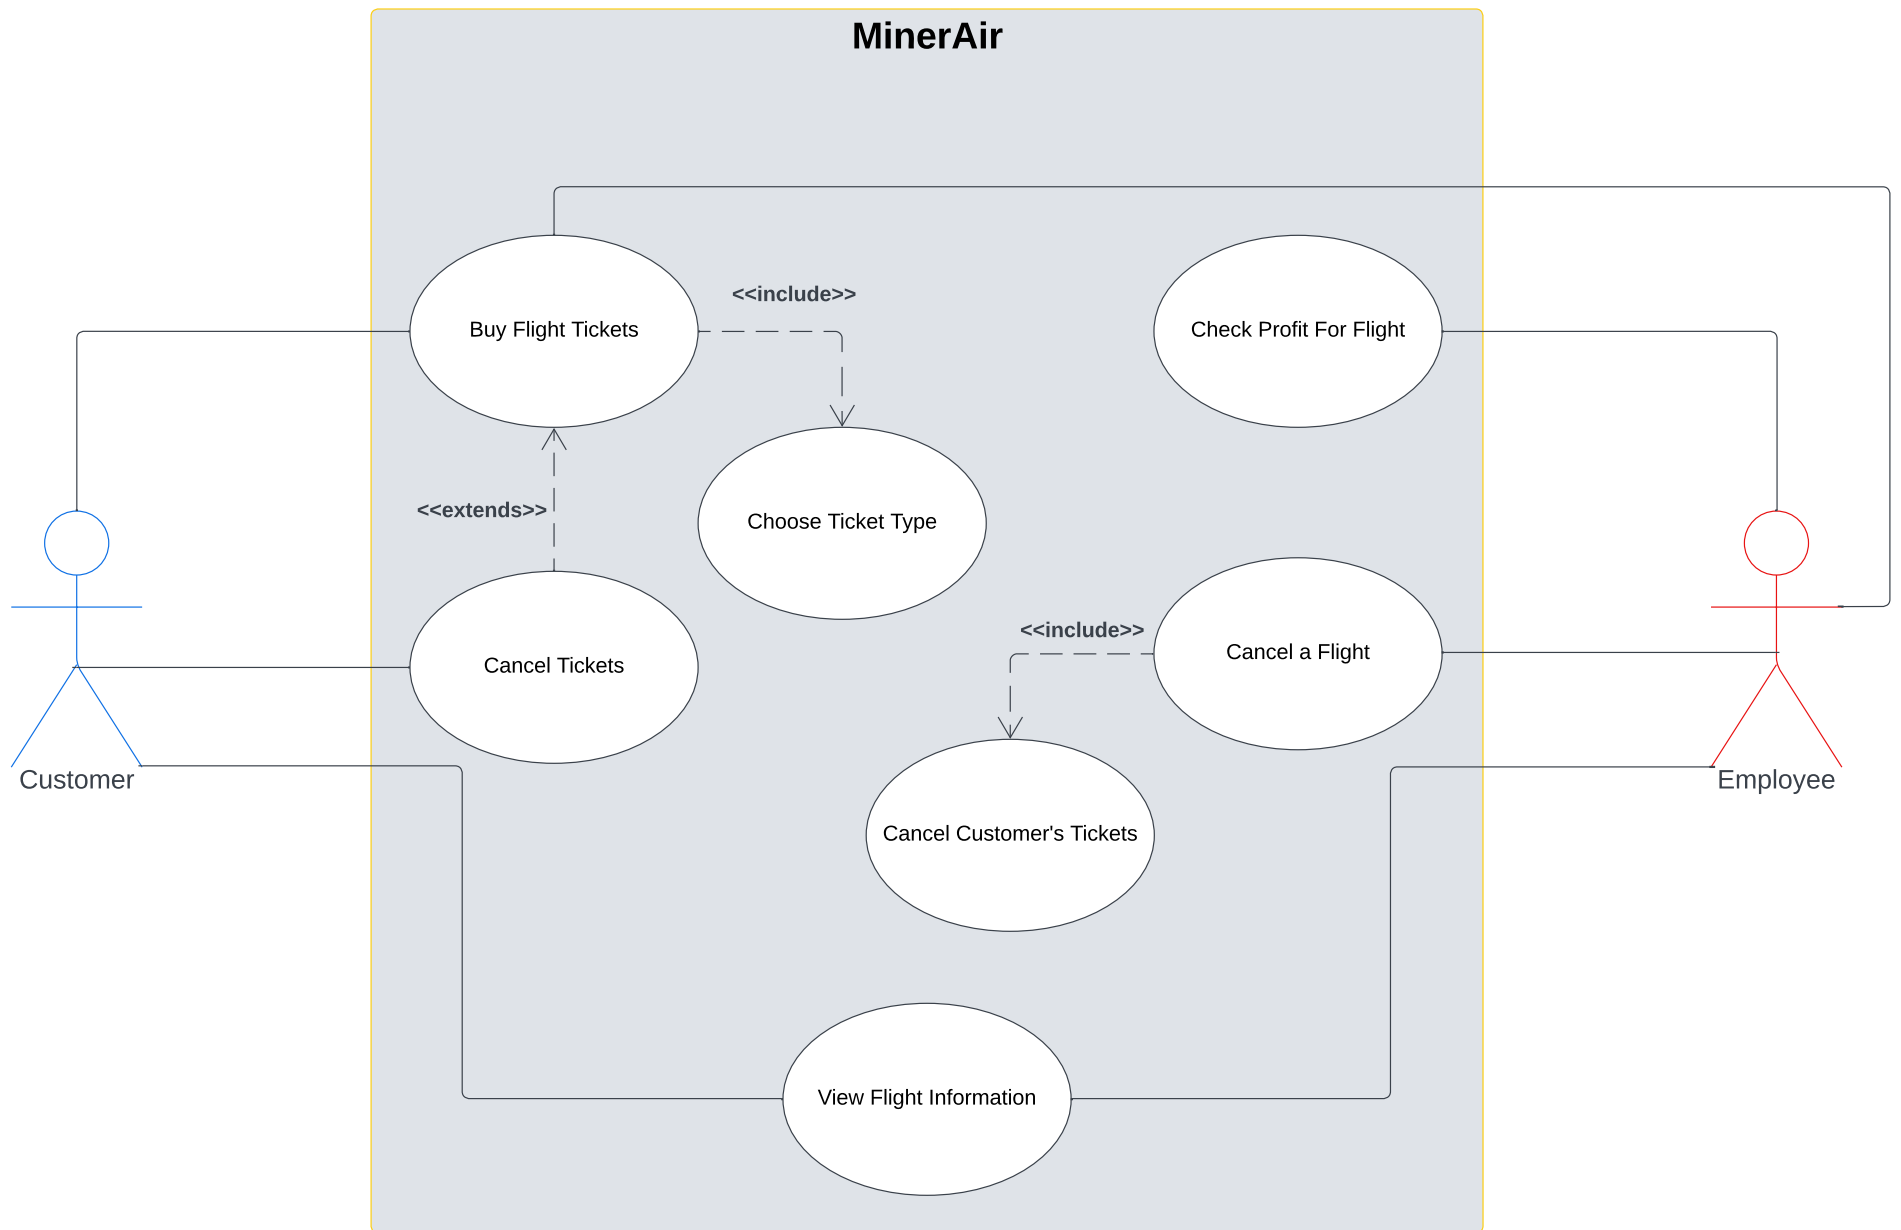 MinerAir
<<include>>
Buy Flight Tickets
Check Profit For Flight
<<extends>>
Choose Ticket Type
<<include>>
Cancel a Flight
Cancel Tickets
Customer
Employee
Cancel Customer's Tickets
View Flight Information